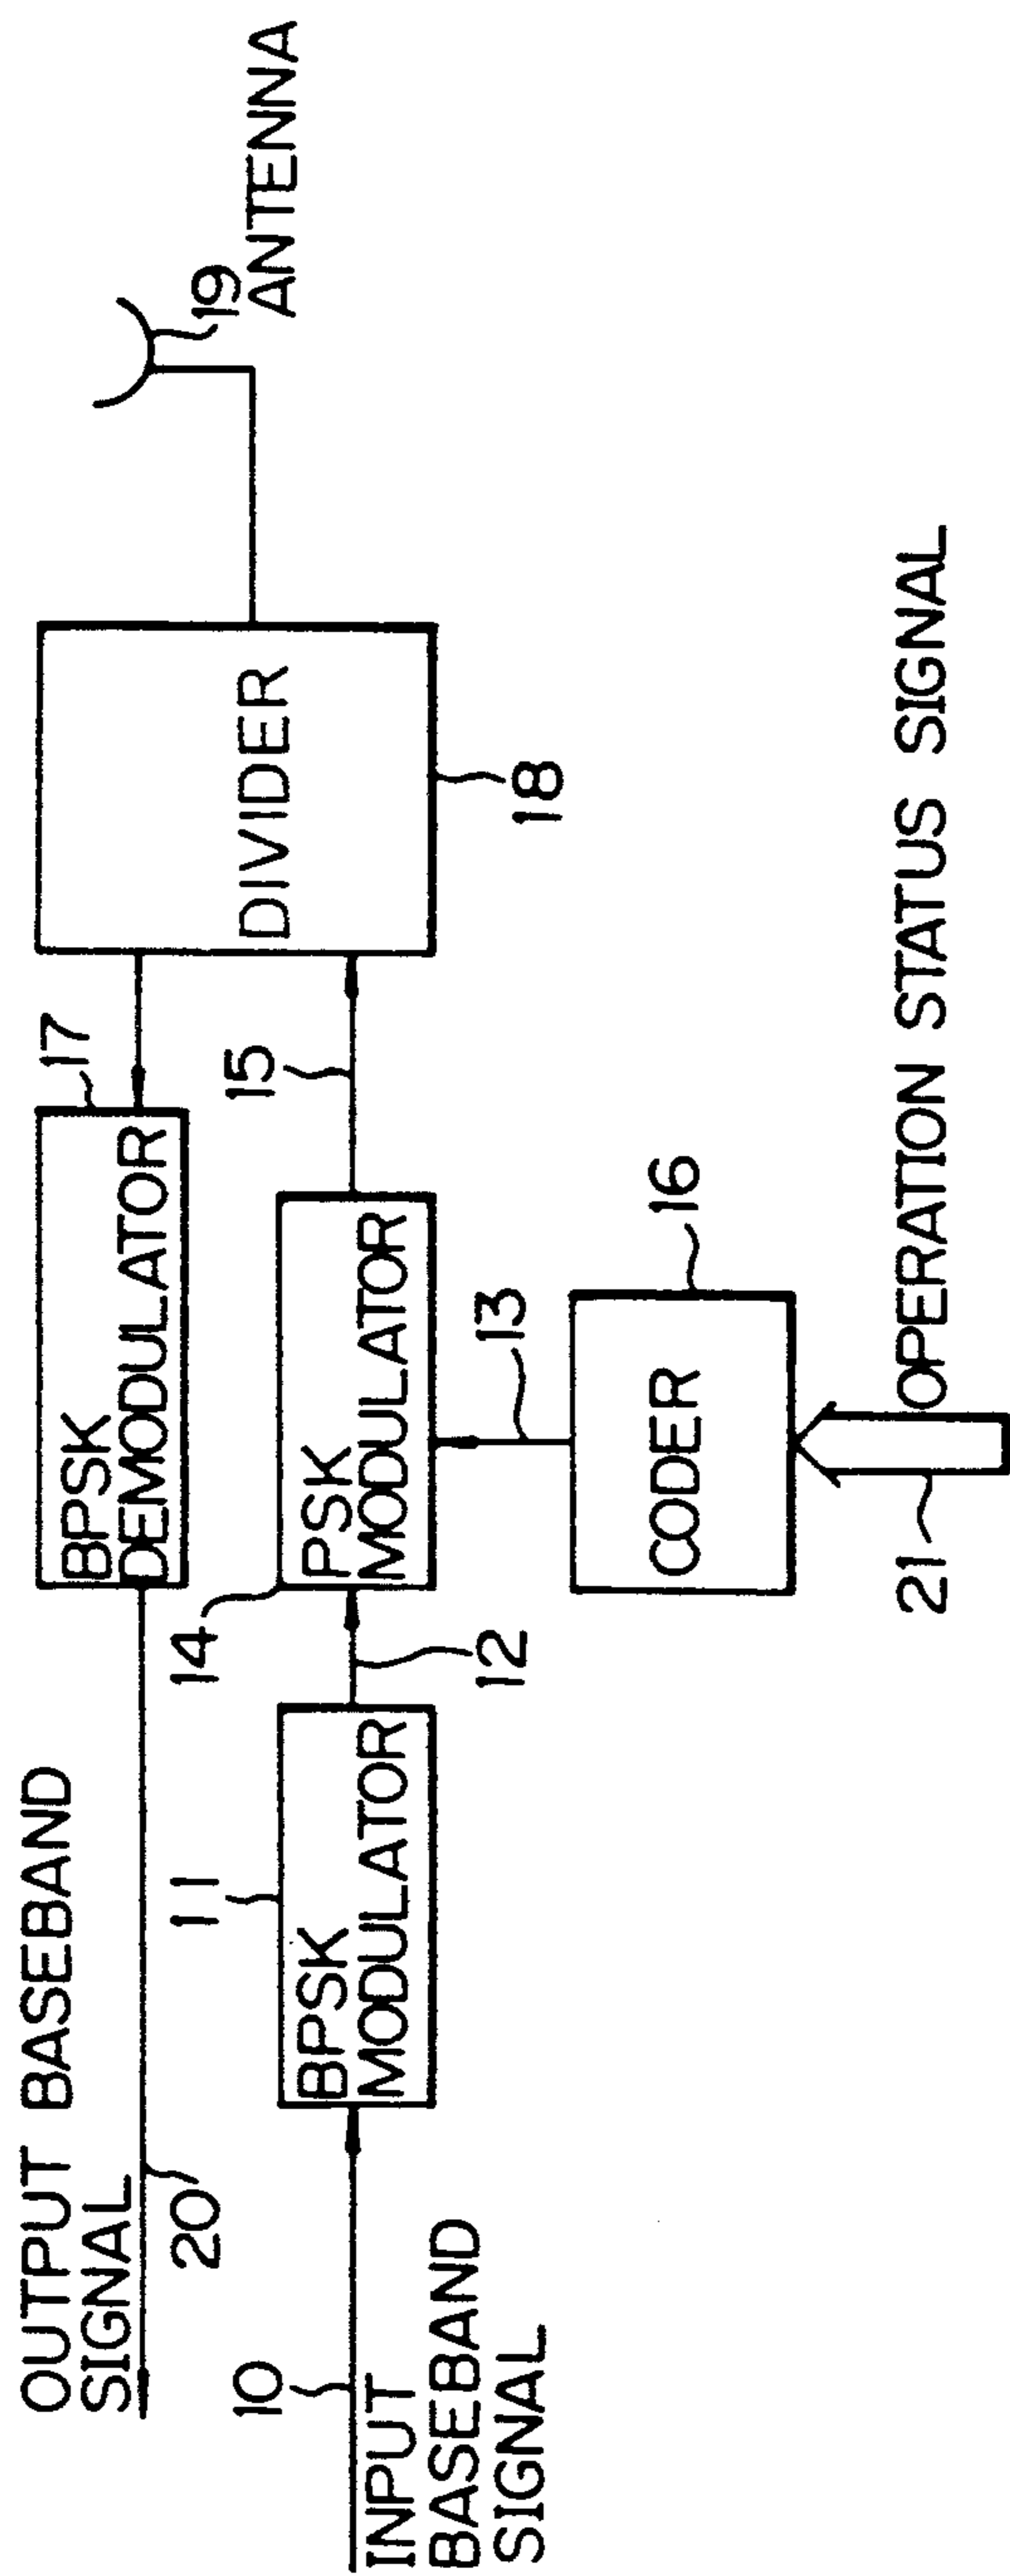 OUTPUT BASEBAND
SIGNAL
20
17
BPSK
DEMODULATOR
19
ANTENNA
10
INPUT
BASEBAND
SIGNAL
11
BPSK
MODULATOR
12
14
PSK
MODULATOR
15
DIVIDER
18
13
CODER
16
21
OPERATION STATUS SIGNAL